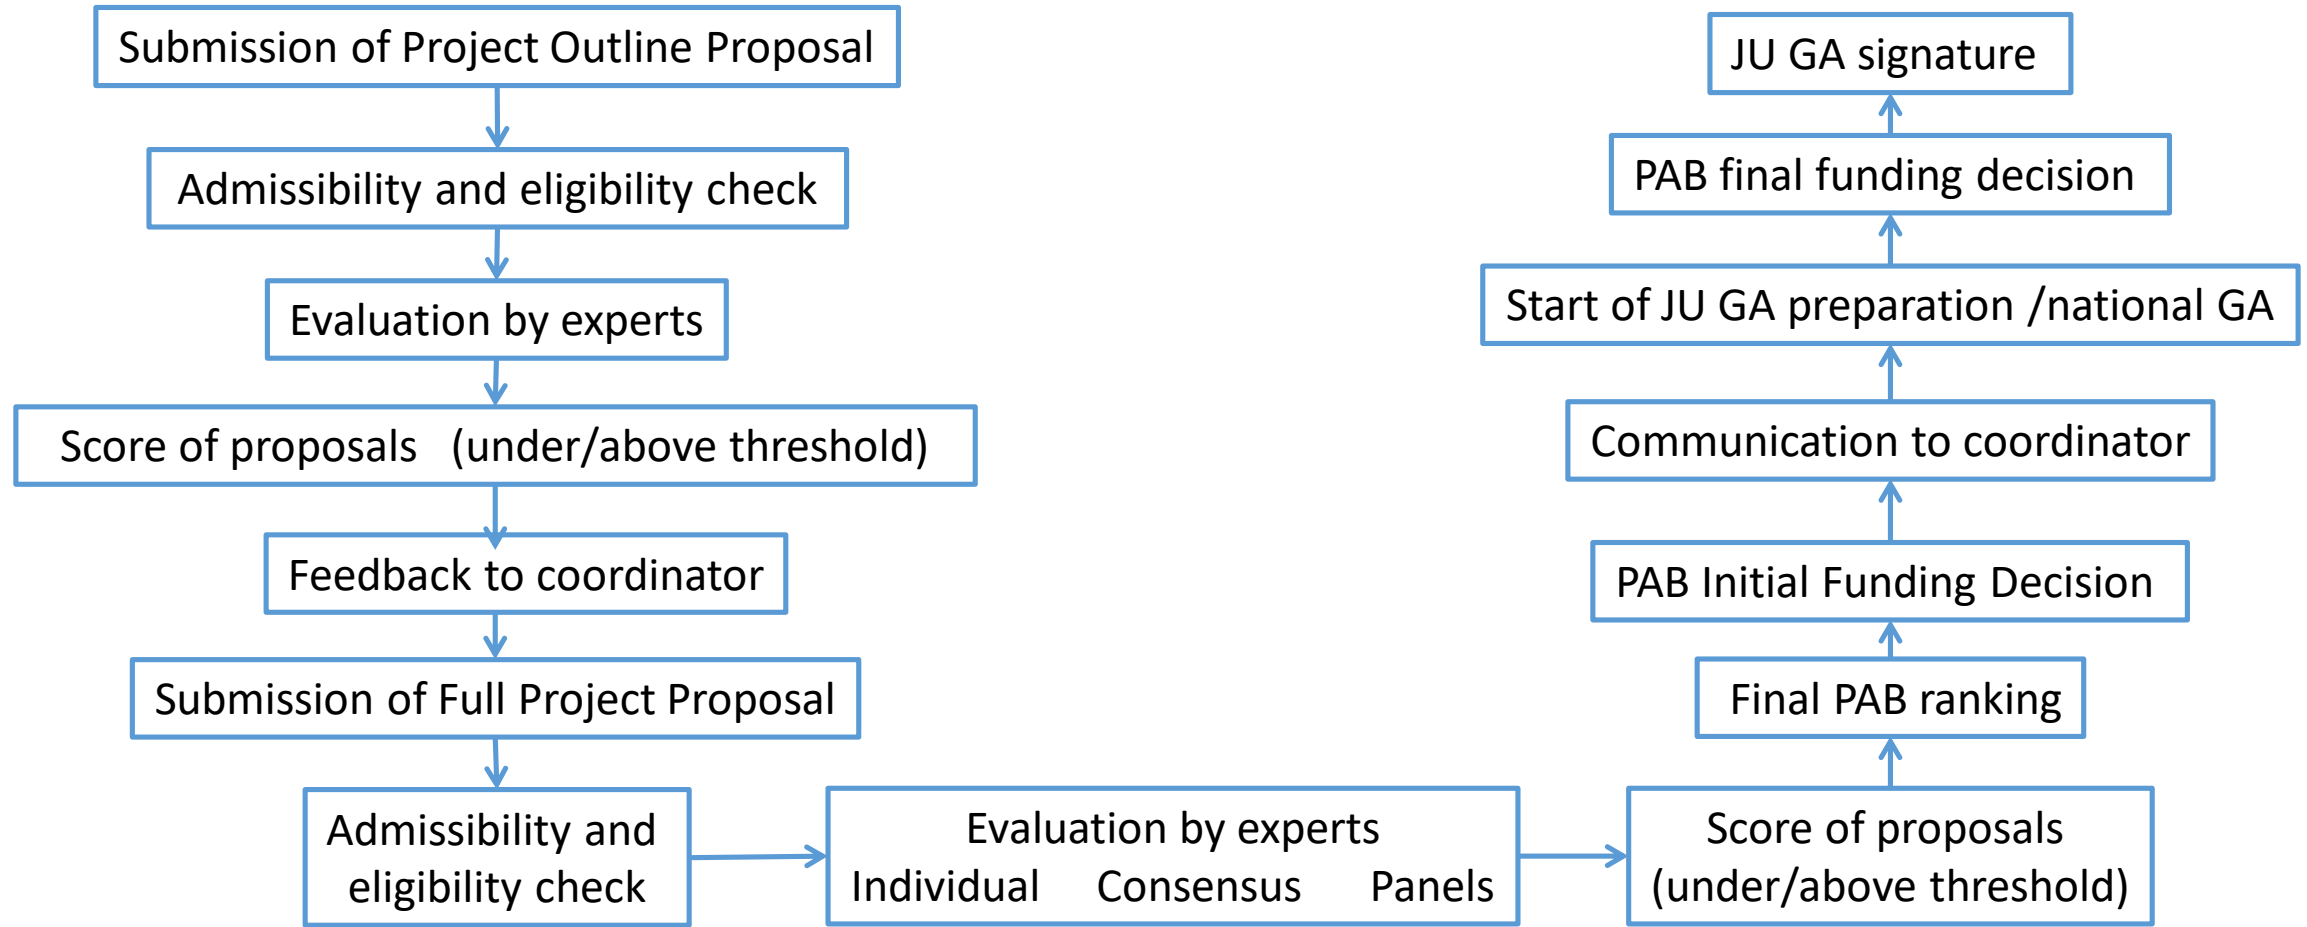 Submission of Project Outline Proposal
Admissibility and eligibility check
Evaluation by experts
Score of proposals (under/above threshold)
Feedback to coordinator
Submission of Full Project Proposal
Admissibility and
eligibility check
Evaluation by experts
Individual Consensus Panels
Score of proposals
(under/above threshold)
Final PAB ranking
PAB Initial Funding Decision
Communication to coordinator
Start of JU GA preparation /national GA
PAB final funding decision
JU GA signature